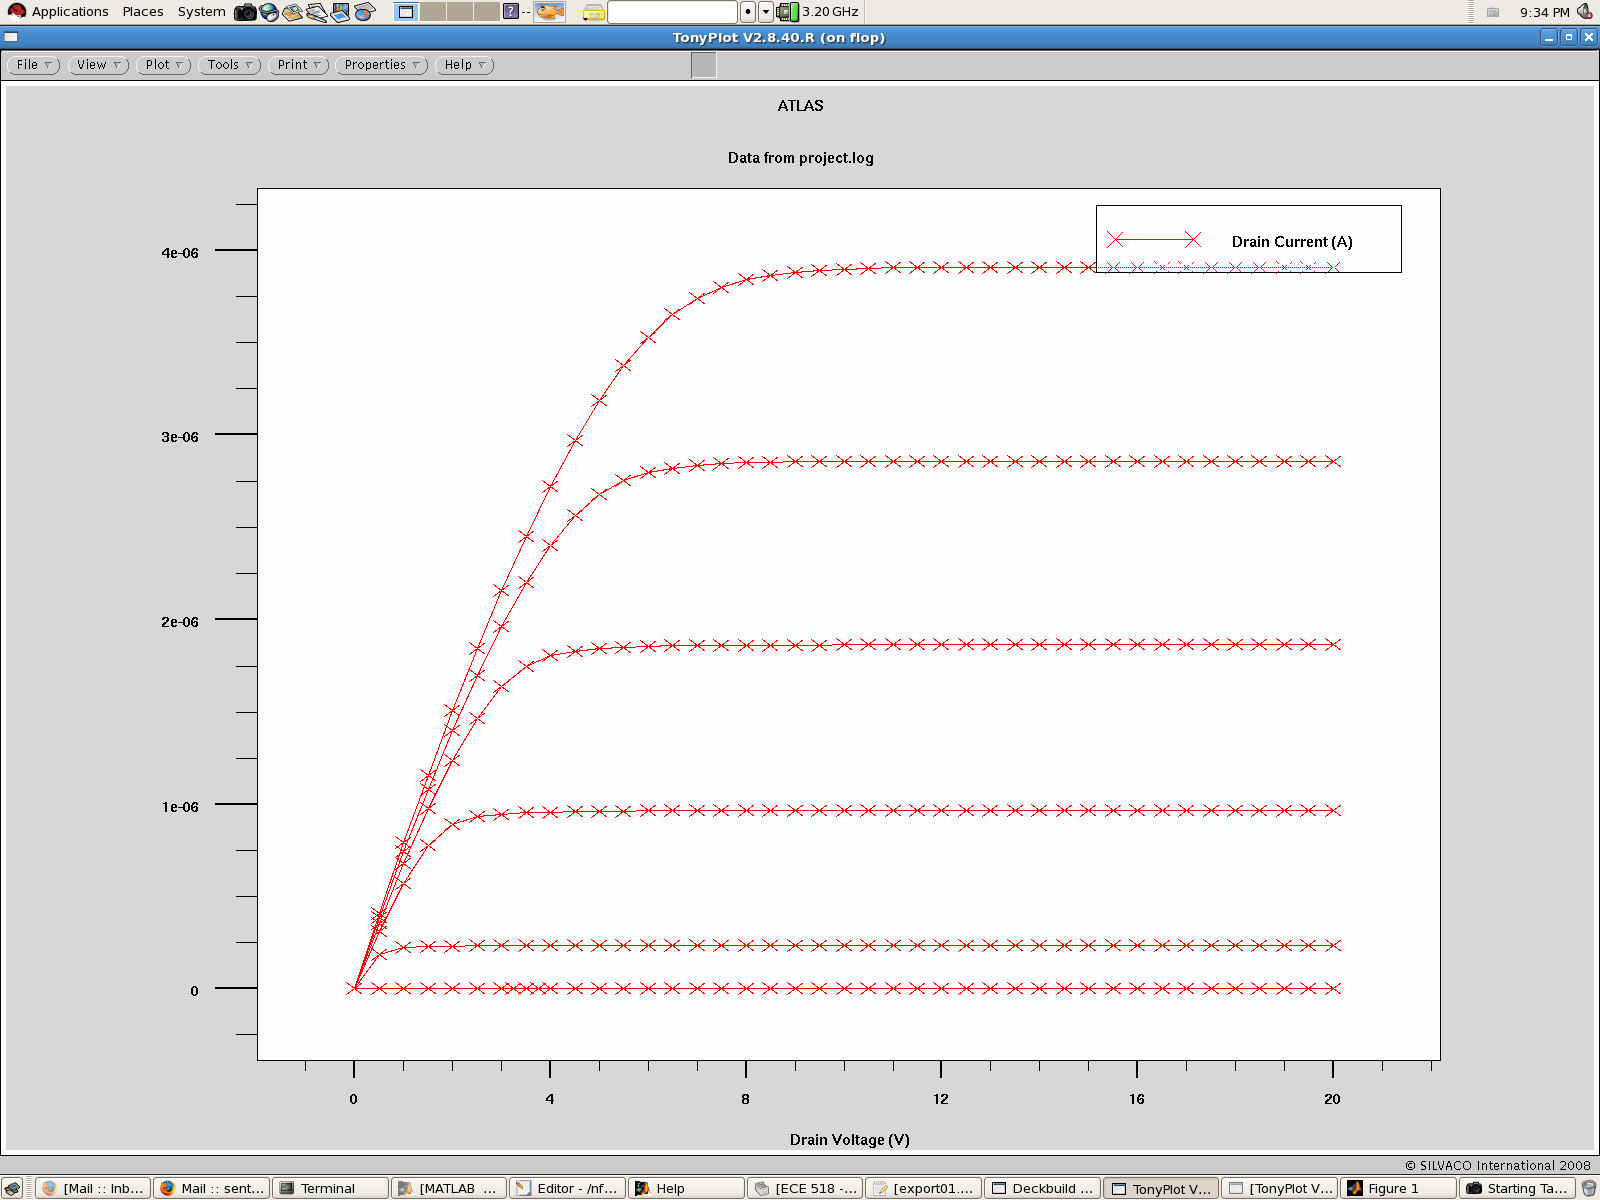 Applications Places System -- 3.20 GHz 9:34 PM
TonyPlot V2.8.40.R (on flop)
File View Plot Tools Print Properties Help
ATLAS
Data from project.log
Drain Current (A)
4e-06
3e-06
2e-06
1e-06
0
0 4 8 12 16 20
Drain Voltage (V)
© SILVACO International 2008
[Mail :: Inb... Mail :: sent... Terminal [MATLAB ... Editor - /nf... Help [ECE 518 -... [export01.... Deckbuild ... TonyPlot V... [TonyPlot V... Figure 1 Starting Ta...